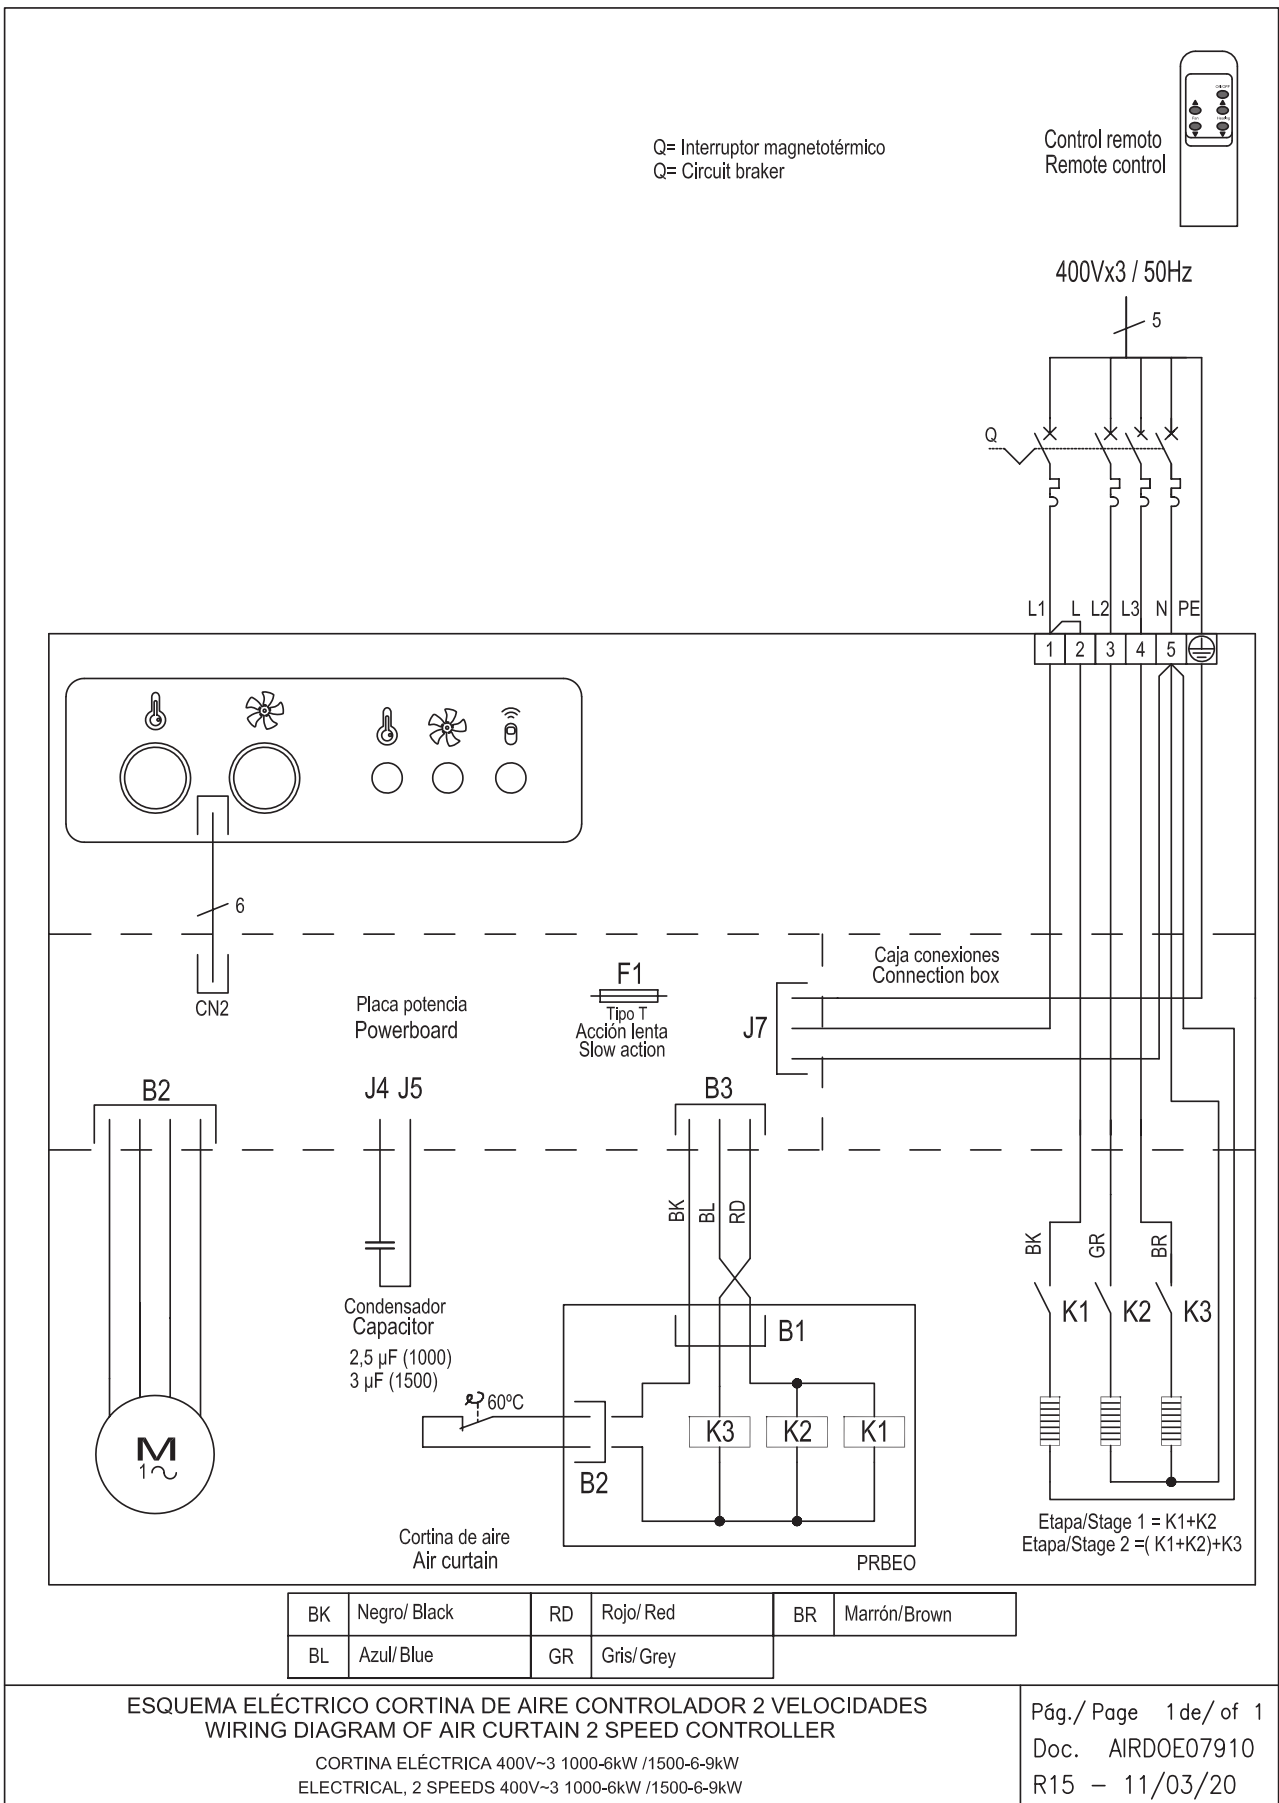 ON/OFF
Fan
Heating
Control remoto
Remote control
Q= Interruptor magnetotérmico
Q= Circuit braker
400Vx3 / 50Hz
5
Q
L1 L L2 L3 N PE
1 2 3 4 5
6
CN2
Placa potencia
Powerboard
F1
Tipo T
Acción lenta
Slow action
Caja conexiones
Connection box
J7
B2
J4 J5
B3
BK BL RD
BK GR BR
K1 K2 K3
Condensador
Capacitor
2,5 µF (1000)
3 µF (1500)
B1
60ºC
K3 K2 K1
B2
M
1
Cortina de aire
Air curtain
PRBEO
Etapa/Stage 1 = K1+K2
Etapa/Stage 2 =( K1+K2)+K3
BK Negro/ Black RD Rojo/ Red BR Marrón/Brown
BL Azul/ Blue GR Gris/ Grey
ESQUEMA ELÉCTRICO CORTINA DE AIRE CONTROLADOR 2 VELOCIDADES
WIRING DIAGRAM OF AIR CURTAIN 2 SPEED CONTROLLER
CORTINA ELÉCTRICA 400V~3 1000-6kW /1500-6-9kW
ELECTRICAL, 2 SPEEDS 400V~3 1000-6kW /1500-6-9kW
Pág./ Page 1 de/ of 1
Doc. AIRDOE07910
R15 – 11/03/20